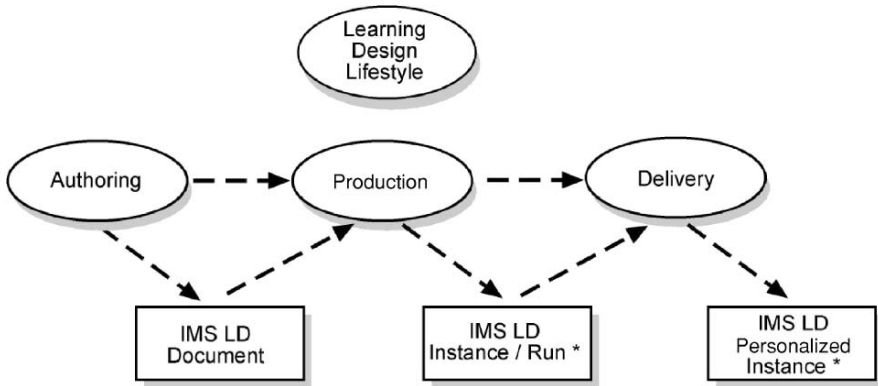 Learning
Design
Lifestyle
Authoring
Production
Delivery
IMS LD
Document
IMS LD
Instance / Run *
IMS LD
Personalized
Instance *